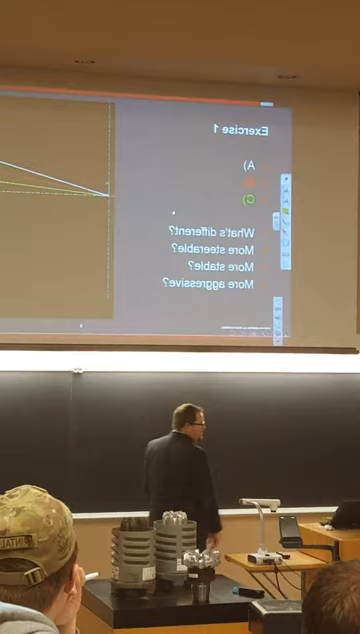 Exercise 1
A)
C)
What's different?
More steerable?
More stable?
More aggressive?